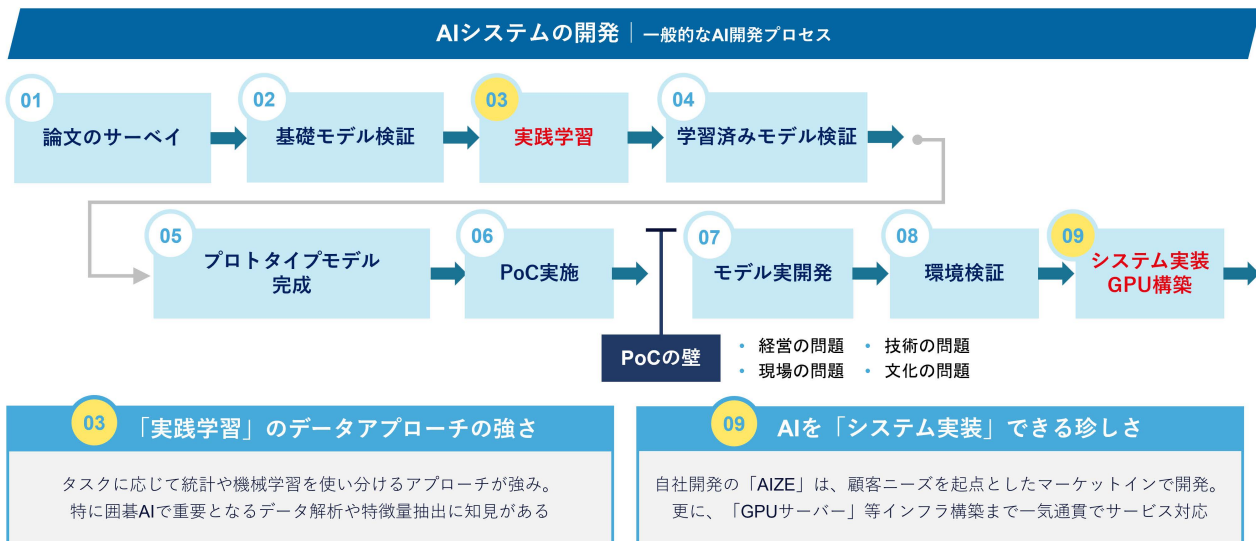 AIシステムの開発｜一般的なAI開発プロセス
01
論文のサーベイ
02
基礎モデル検証
03
実践学習
04
学習済みモデル検証
05
プロトタイプモデル
完成
06
PoC実施
07
モデル実開発
08
環境検証
09
システム実装
GPU構築
PoCの壁
• 経営の問題 • 技術の問題
• 現場の問題 • 文化の問題
03 「実践学習」のデータアプローチの強さ
タスクに応じて統計や機械学習を使い分けるアプローチが強み。
特に囲碁AIで重要となるデータ解析や特徴量抽出に知見がある
09 AIを「システム実装」できる珍しさ
自社開発の「AIZE」は、顧客ニーズを起点としたマーケットインで開発。
更に、「GPUサーバー」等インフラ構築まで一気通貫でサービス対応